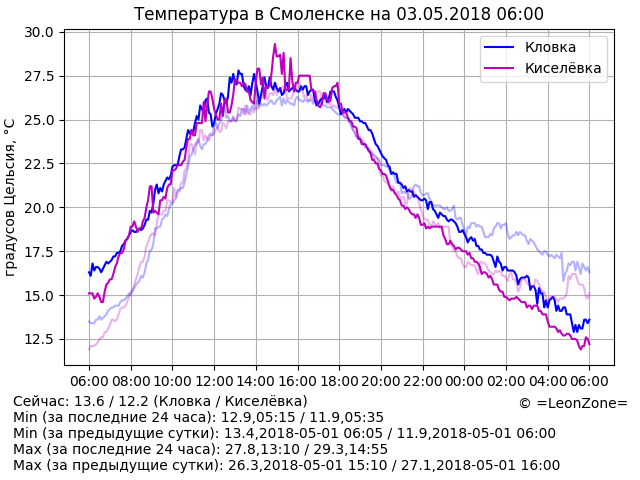 Температура в Смоленске на 03.05.2018 06:00
30.0
27.5
25.0
22.5
20.0
17.5
15.0
12.5
градусов Цельсия, °C
Кловка
Киселёвка
06:00 08:00 10:00 12:00 14:00 16:00 18:00 20:00 22:00 00:00 02:00 04:00 06:00
Сейчас: 13.6 / 12.2 (Кловка / Киселёвка)
© =LeonZone=
Min (за последние 24 часа): 12.9,05:15 / 11.9,05:35
Min (за предыдущие сутки): 13.4,2018-05-01 06:05 / 11.9,2018-05-01 06:00
Max (за последние 24 часа): 27.8,13:10 / 29.3,14:55
Max (за предыдущие сутки): 26.3,2018-05-01 15:10 / 27.1,2018-05-01 16:00